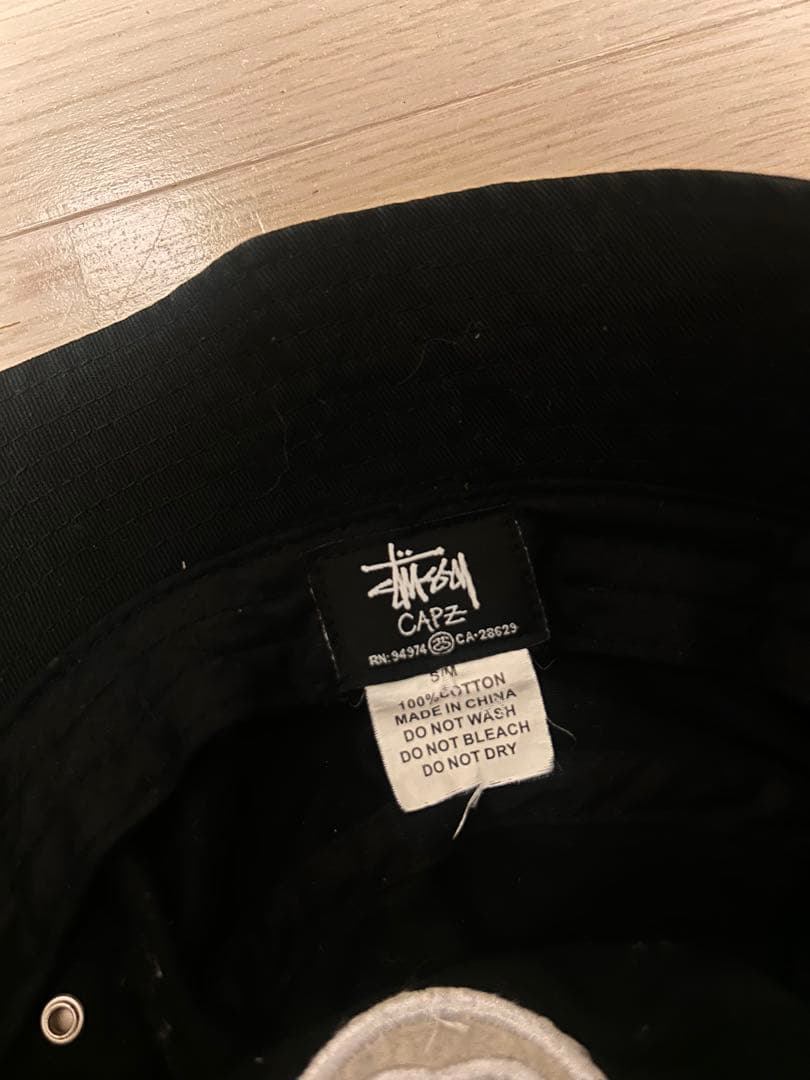 Stüssy
CAPZ
RN: 94974 SS CA•28629
S/M
100% COTTON
MADE IN CHINA
DO NOT WASH
DO NOT BLEACH
DO NOT DRY